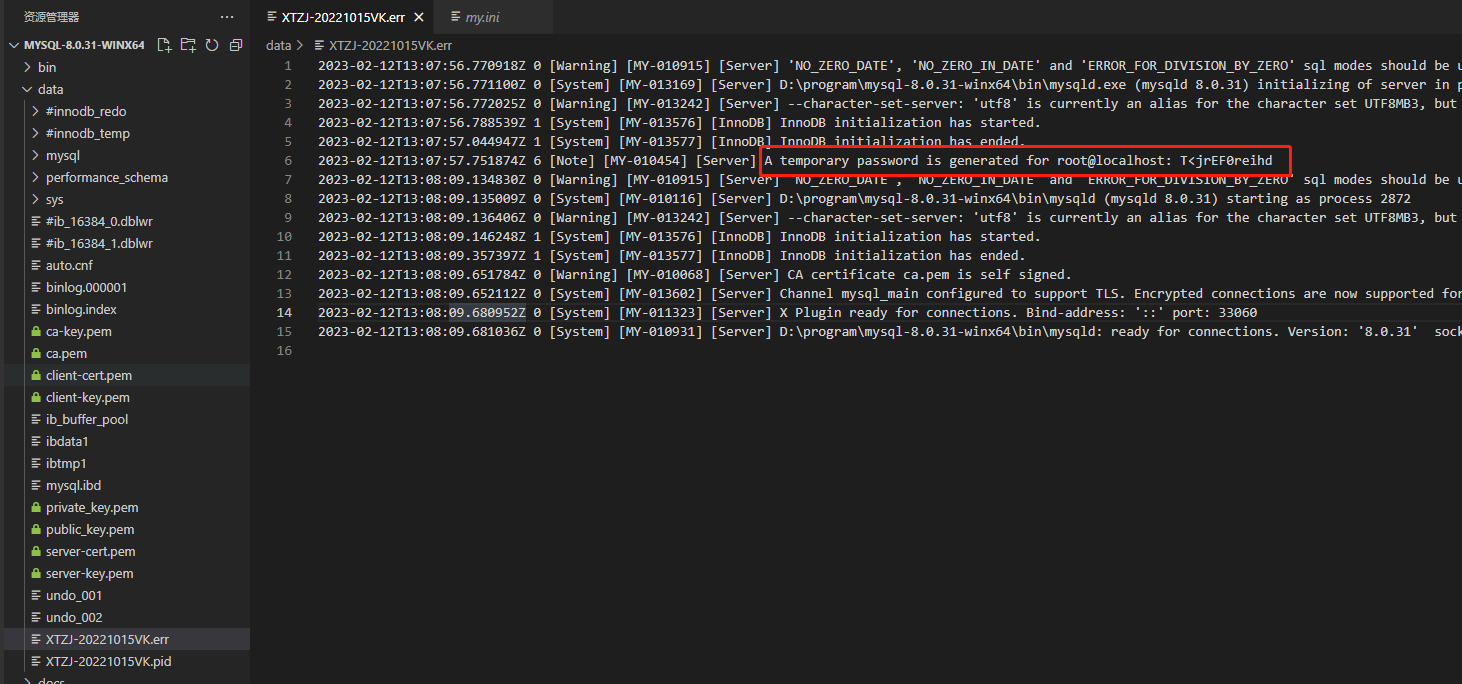 资源管理器
···
XTZJ-20221015VK.err
my.ini
MYSQL-8.0.31-WINX64
data > XTZJ-20221015VK.err
bin
data
#innodb_redo
#innodb_temp
mysql
performance_schema
sys
#ib_16384_0.dblwr
#ib_16384_1.dblwr
auto.cnf
binlog.000001
binlog.index
ca-key.pem
ca.pem
client-cert.pem
client-key.pem
ib_buffer_pool
ibdata1
ibtmp1
mysql.ibd
private_key.pem
public_key.pem
server-cert.pem
server-key.pem
undo_001
undo_002
XTZJ-20221015VK.err
XTZJ-20221015VK.pid
docs
1 2023-02-12T13:07:56.770918Z 0 [Warning] [MY-010915] [Server] 'NO_ZERO_DATE', 'NO_ZERO_IN_DATE' and 'ERROR_FOR_DIVISION_BY_ZERO' sql modes should be u
2 2023-02-12T13:07:56.771100Z 0 [System] [MY-013169] [Server] D:\program\mysql-8.0.31-winx64\bin\mysqld.exe (mysqld 8.0.31) initializing of server in p
3 2023-02-12T13:07:56.772025Z 0 [Warning] [MY-013242] [Server] --character-set-server: 'utf8' is currently an alias for the character set UTF8MB3, but
4 2023-02-12T13:07:56.788539Z 1 [System] [MY-013576] [InnoDB] InnoDB initialization has started.
5 2023-02-12T13:07:57.044947Z 1 [System] [MY-013577] [InnoDB] InnoDB initialization has ended.
6 2023-02-12T13:07:57.751874Z 6 [Note] [MY-010454] [Server] A temporary password is generated for root@localhost: T<jrEF0reihd
7 2023-02-12T13:08:09.134830Z 0 [Warning] [MY-010915] [Server] 'NO_ZERO_DATE', 'NO_ZERO_IN_DATE' and 'ERROR_FOR_DIVISION_BY_ZERO' sql modes should be u
8 2023-02-12T13:08:09.135009Z 0 [System] [MY-010116] [Server] D:\program\mysql-8.0.31-winx64\bin\mysqld (mysqld 8.0.31) starting as process 2872
9 2023-02-12T13:08:09.136406Z 0 [Warning] [MY-013242] [Server] --character-set-server: 'utf8' is currently an alias for the character set UTF8MB3, but
10 2023-02-12T13:08:09.146248Z 1 [System] [MY-013576] [InnoDB] InnoDB initialization has started.
11 2023-02-12T13:08:09.357397Z 1 [System] [MY-013577] [InnoDB] InnoDB initialization has ended.
12 2023-02-12T13:08:09.651784Z 0 [Warning] [MY-010068] [Server] CA certificate ca.pem is self signed.
13 2023-02-12T13:08:09.652112Z 0 [System] [MY-013602] [Server] Channel mysql_main configured to support TLS. Encrypted connections are now supported for
14 2023-02-12T13:08:09.680952Z 0 [System] [MY-011323] [Server] X Plugin ready for connections. Bind-address: '::' port: 33060
15 2023-02-12T13:08:09.681036Z 0 [System] [MY-010931] [Server] D:\program\mysql-8.0.31-winx64\bin\mysqld: ready for connections. Version: '8.0.31'  sock
16